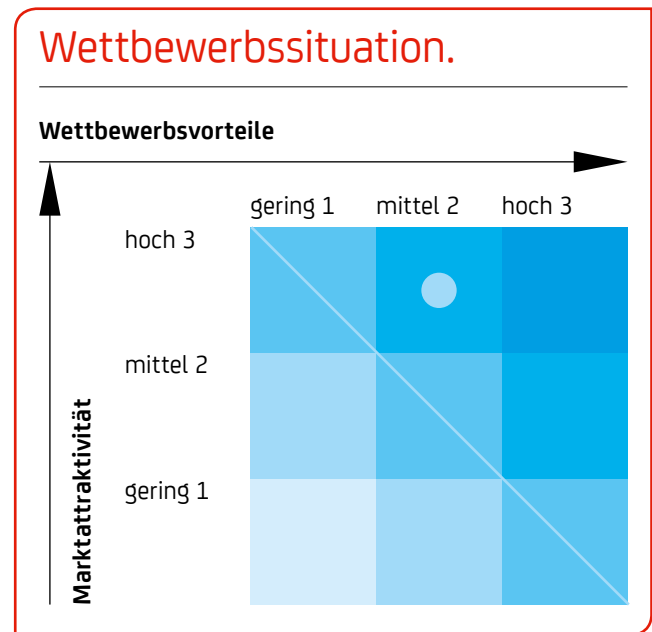 Wettbewerbssituation.
Wettbewerbsvorteile
gering 1 mittel 2 hoch 3
hoch 3
mittel 2
gering 1
Marktattraktivität